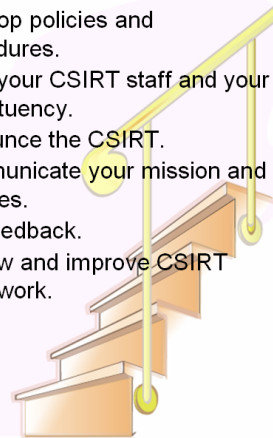 op policies and
dures.
your CSIRT staff and your
tuency.
unce the CSIRT.
unicate your mission and
es.
edback.
w and improve CSIRT
work.